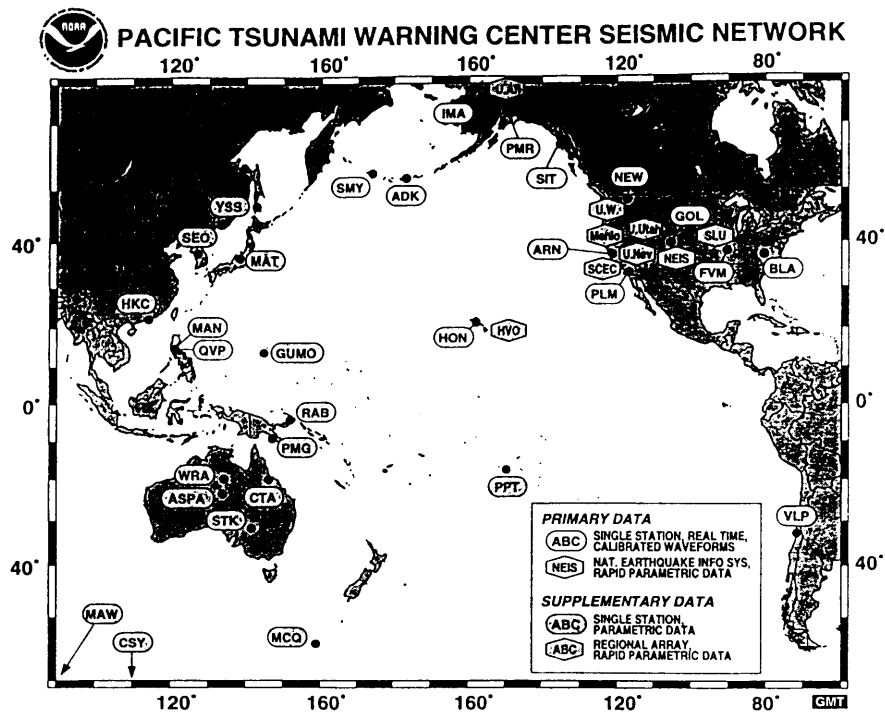 NOAA
PACIFIC TSUNAMI WARNING CENTER SEISMIC NETWORK
120° 160° 160° 120° 80°
IMA
PMR
SMY
ADK
SIT
NEW
YSS
U.W.
GOL
SEO
Menlo
U.Utah
SLU
40°
40°
MAT
ARN
U.Nev
NEIS
SCEC
FVM
BLA
PLM
HKC
MAN
QVP
GUMO
HON
HVO
0°
0°
RAB
PMG
WRA
ASPA
CTA
PPT
STK
VLP
PRIMARY DATA
ABC SINGLE STATION, REAL TIME,
CALIBRATED WAVEFORMS
NEIS NAT. EARTHQUAKE INFO SYS,
RAPID PARAMETRIC DATA
40°
40°
SUPPLEMENTARY DATA
ABC SINGLE STATION,
PARAMETRIC DATA
ABC REGIONAL ARRAY,
RAPID PARAMETRIC DATA
MAW
CSY
MCQ
120° 160° 160° 120° 80°
GMT